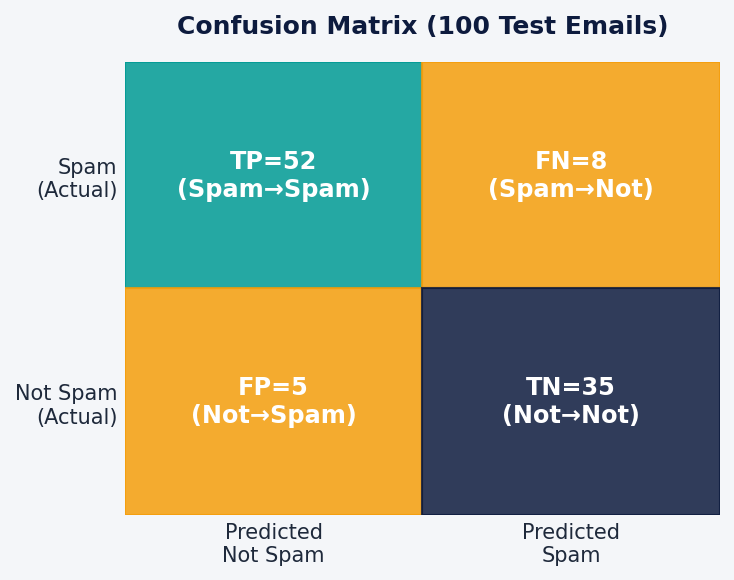 Confusion Matrix (100 Test Emails)
Spam
(Actual)
TP=52
(Spam→Spam)
FN=8
(Spam→Not)
Not Spam
(Actual)
FP=5
(Not→Spam)
TN=35
(Not→Not)
Predicted
Not Spam
Predicted
Spam